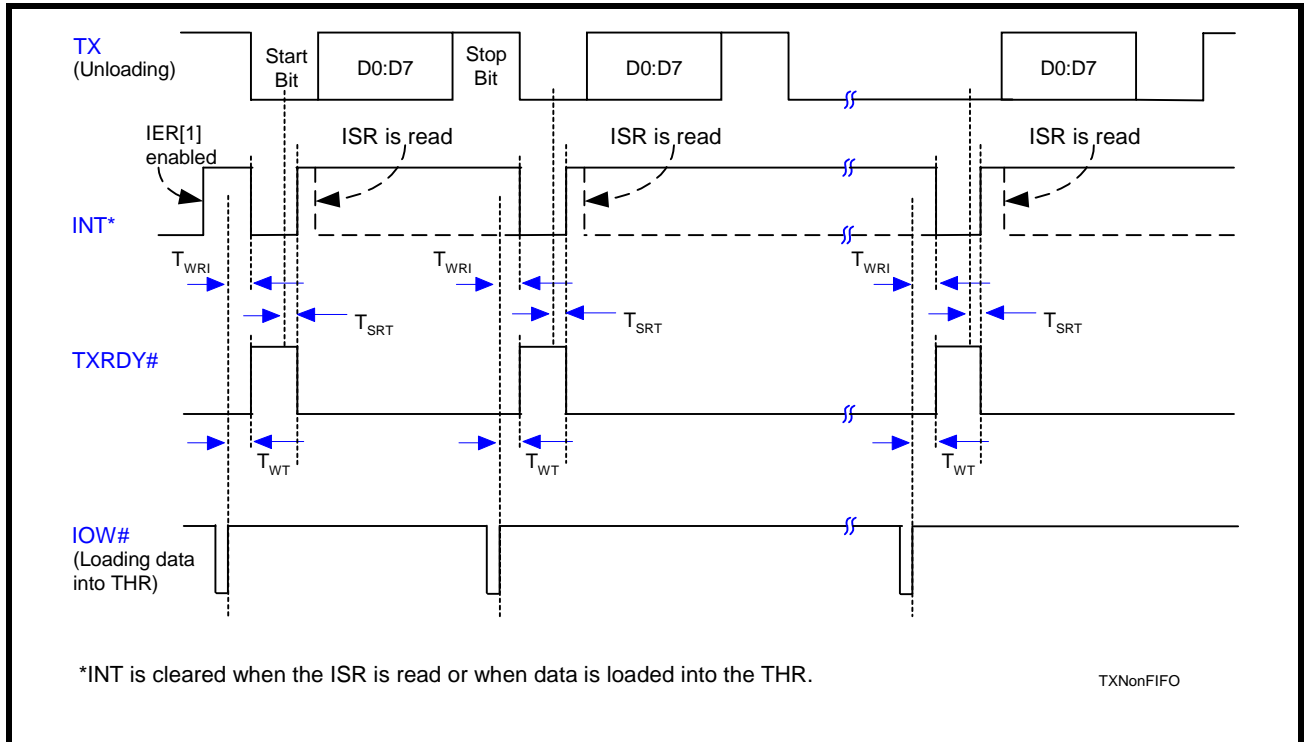 TX
(Unloading)
Start
Bit
D0:D7
Stop
Bit
D0:D7
D0:D7
IER[1]
enabled
ISR is read
ISR is read
ISR is read
INT*
TWRI
TWRI
TWRI
TSRT
TSRT
TSRT
TXRDY#
TWT
TWT
TWT
IOW#
(Loading data
into THR)
*INT is cleared when the ISR is read or when data is loaded into the THR.
TXNonFIFO